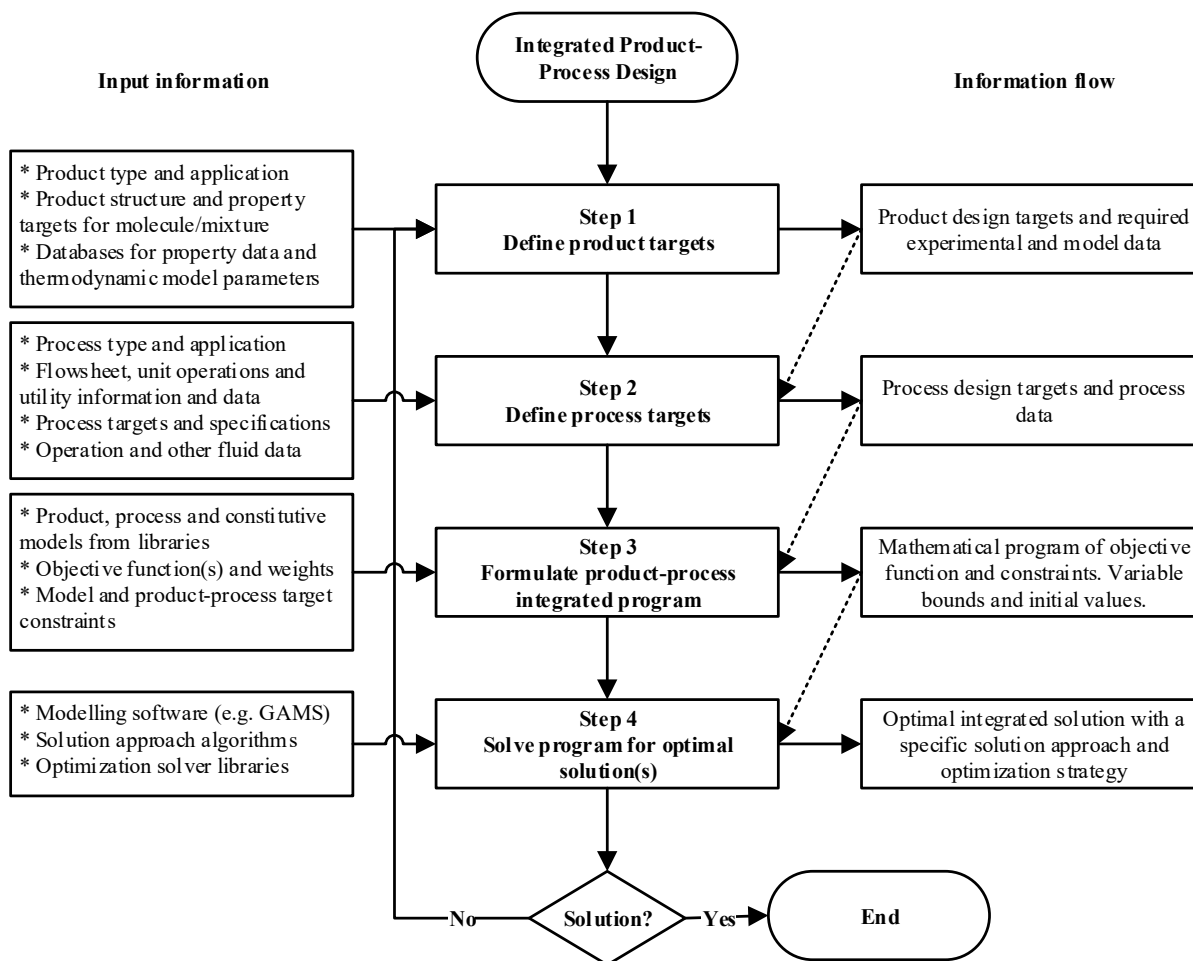 Integrated Product-
Process Design
Input information
Information flow
* Product type and application
* Product structure and property
targets for molecule/mixture
* Databases for property data and
thermodynamic model parameters
Step 1
Define product targets
Product design targets and required
experimental and model data
* Process type and application
* Flowsheet, unit operations and
utility information and data
* Process targets and specifications
* Operation and other fluid data
Step 2
Define process targets
Process design targets and process
data
* Product, process and constitutive
models from libraries
* Objective function(s) and weights
* Model and product-process target
constraints
Step 3
Formulate product-process
integrated program
Mathematical program of objective
function and constraints. Variable
bounds and initial values.
* Modelling software (e.g. GAMS)
* Solution approach algorithms
* Optimization solver libraries
Step 4
Solve program for optimal
solution(s)
Optimal integrated solution with a
specific solution approach and
optimization strategy
No
Solution?
Yes
End